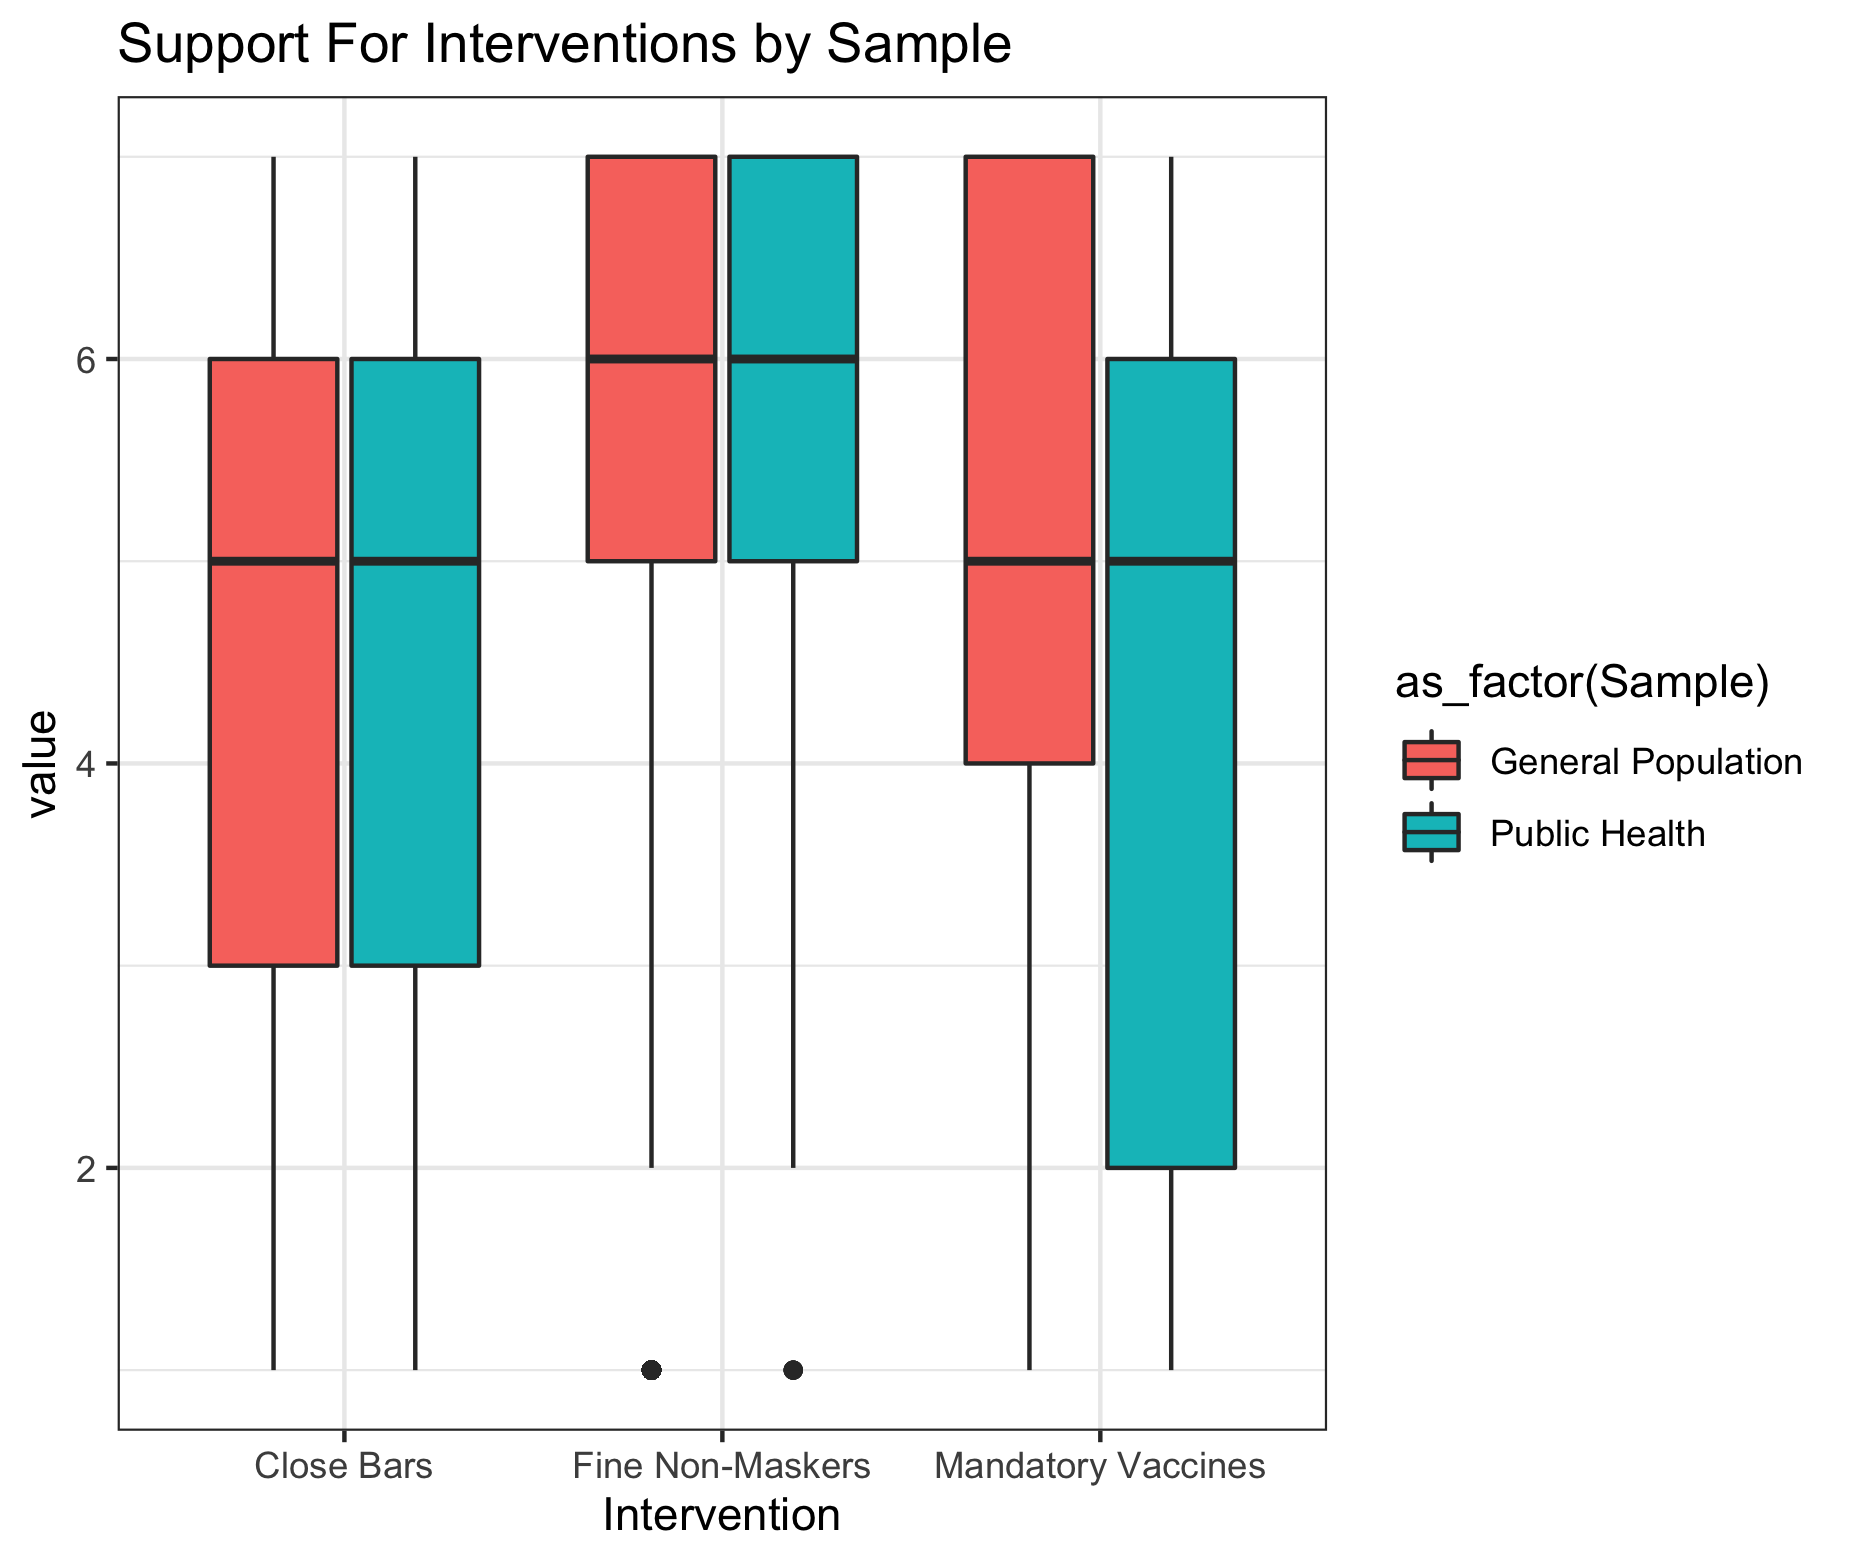 Support For Interventions by Sample
value
6
4
2
Close Bars
Fine Non-Maskers
Mandatory Vaccines
Intervention
as_factor(Sample)
General Population
Public Health